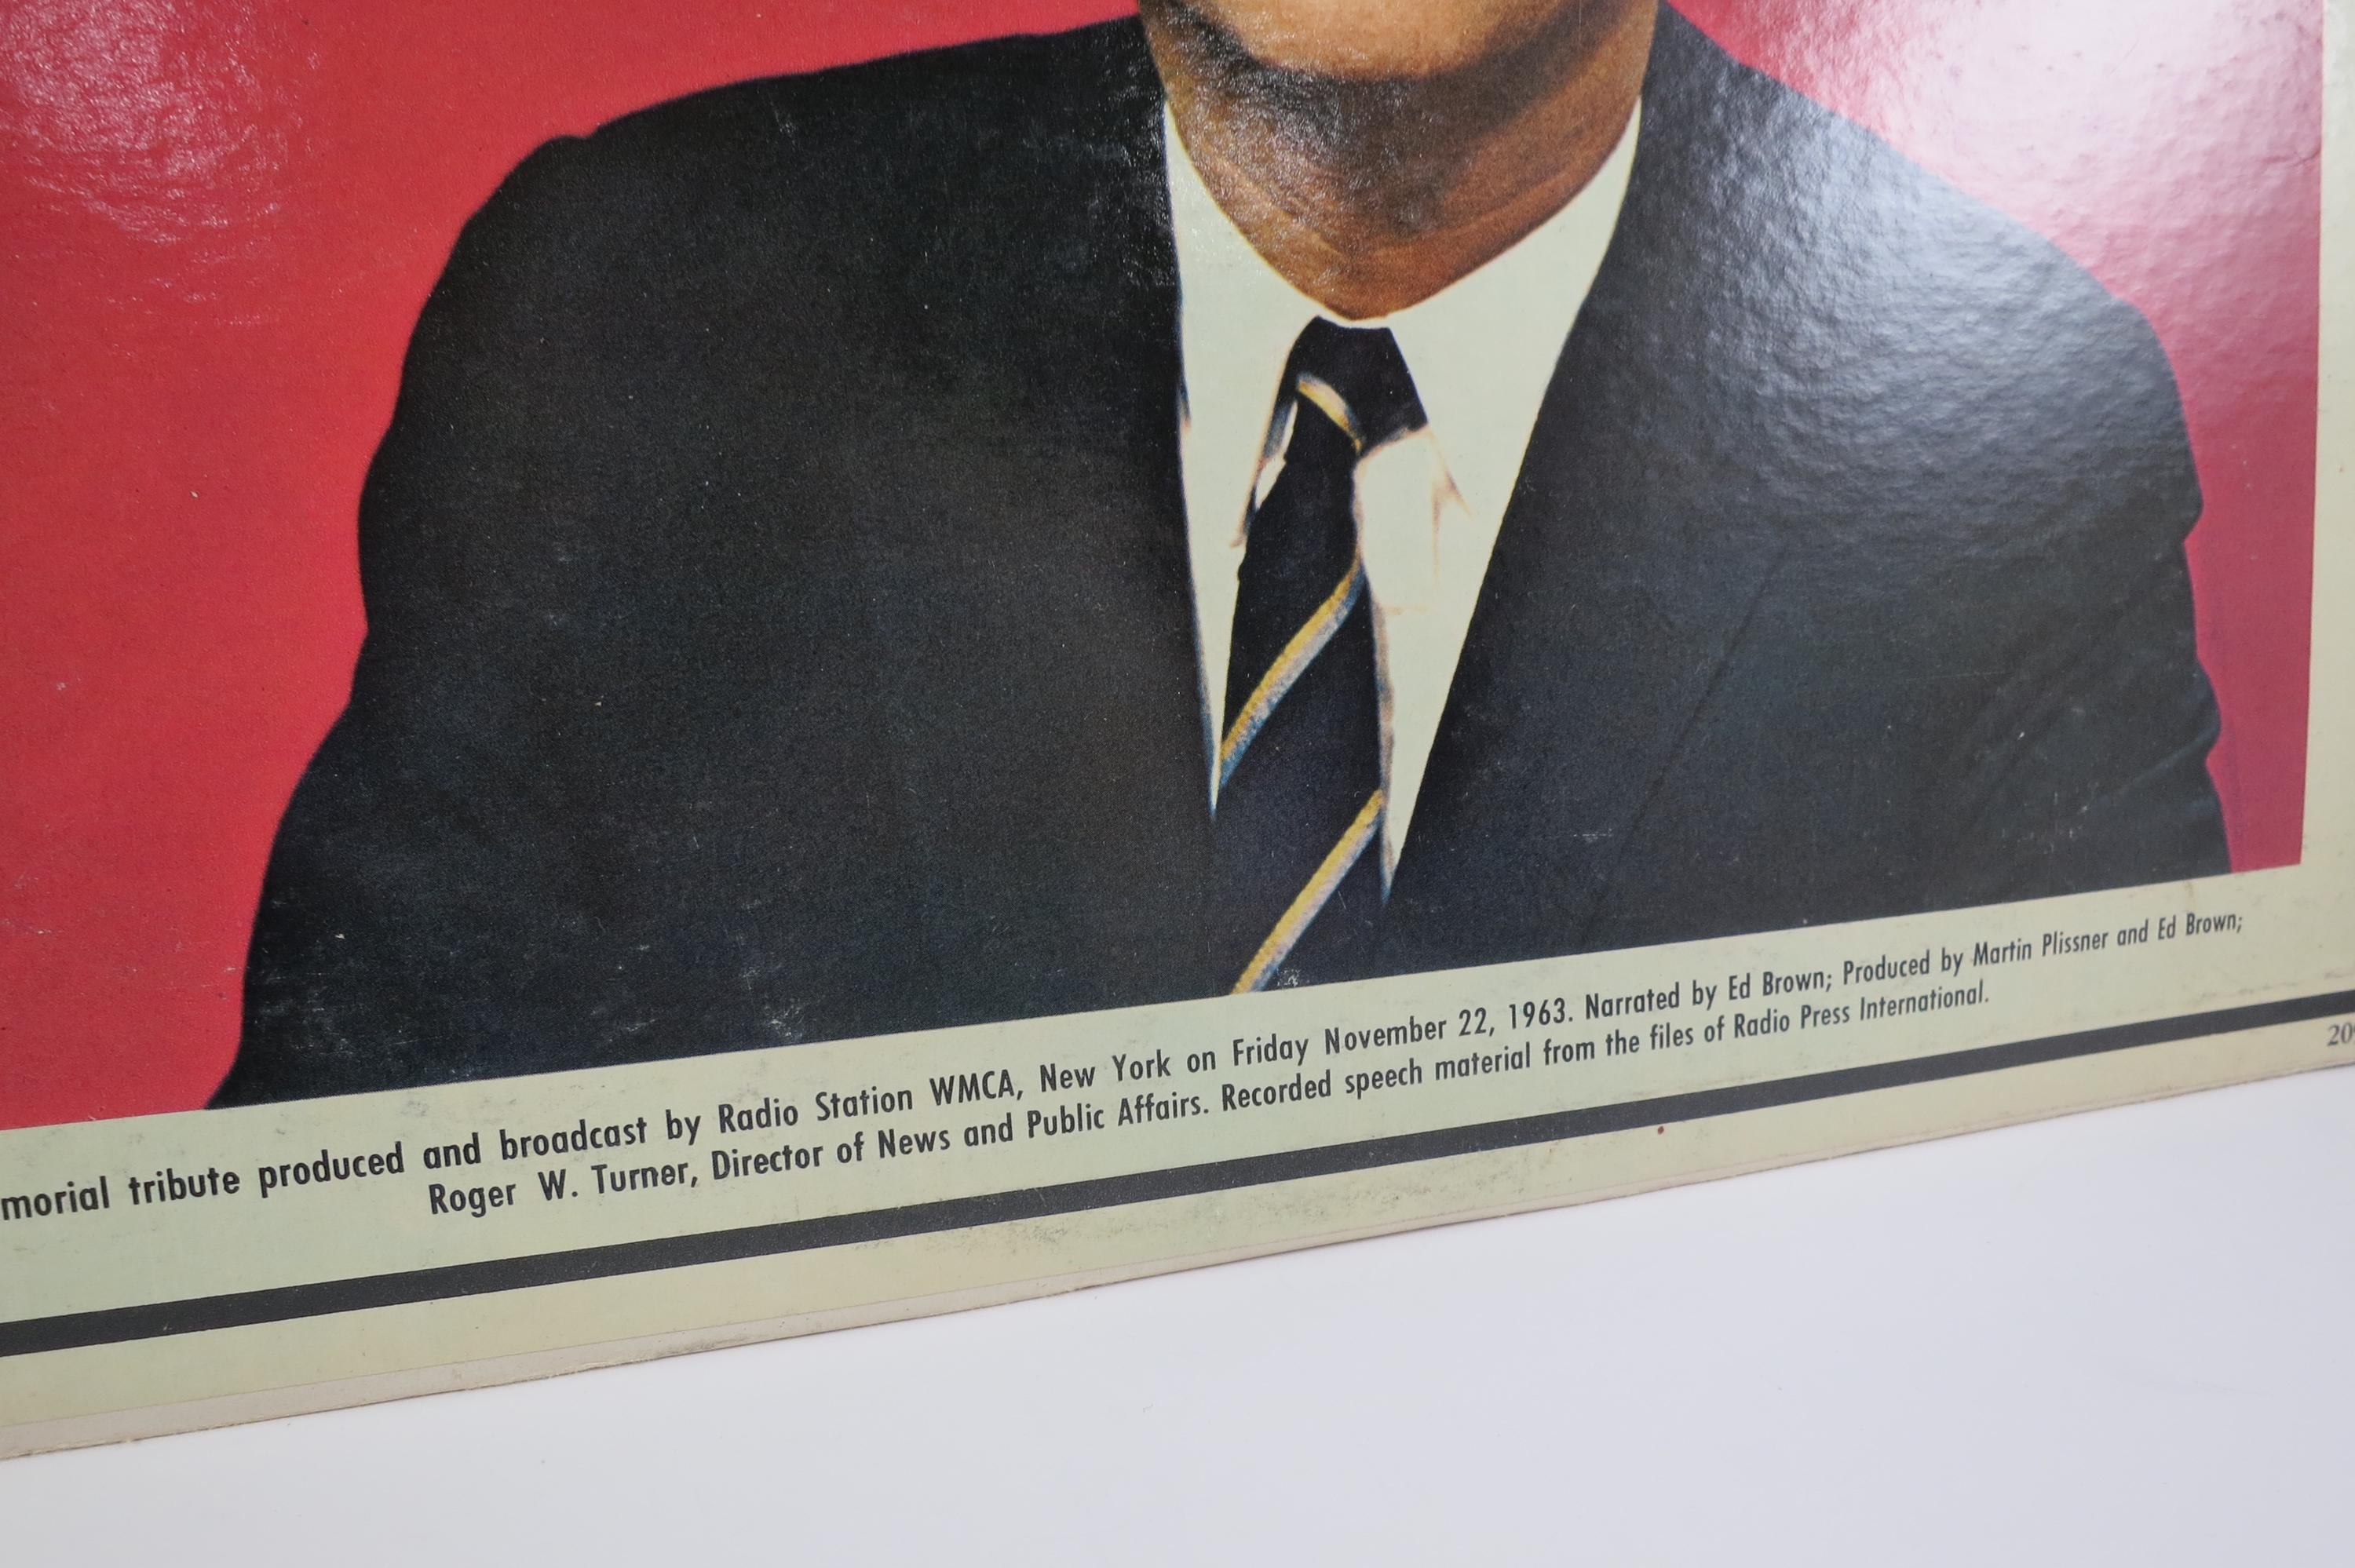 morial tribute produced and broadcast by Radio Station WMCA, New York on Friday November 22, 1963. Narrated by Ed Brown; Produced by Martin Plissner and Ed Brown;
Roger W. Turner, Director of News and Public Affairs. Recorded speech material from the files of Radio Press International.
20